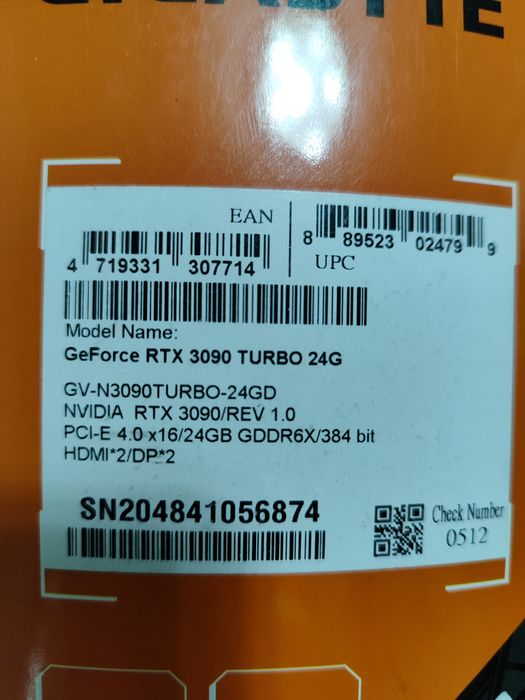 GIGABYTE
EAN
4 719331 307714
8 89523 02479 9
UPC
Model Name:
GeForce RTX 3090 TURBO 24G
GV-N3090TURBO-24GD
NVIDIA RTX 3090/REV 1.0
PCI-E 4.0 x16/24GB GDDR6X/384 bit
HDMI*2/DP*2
SN204841056874
Check Number
0512